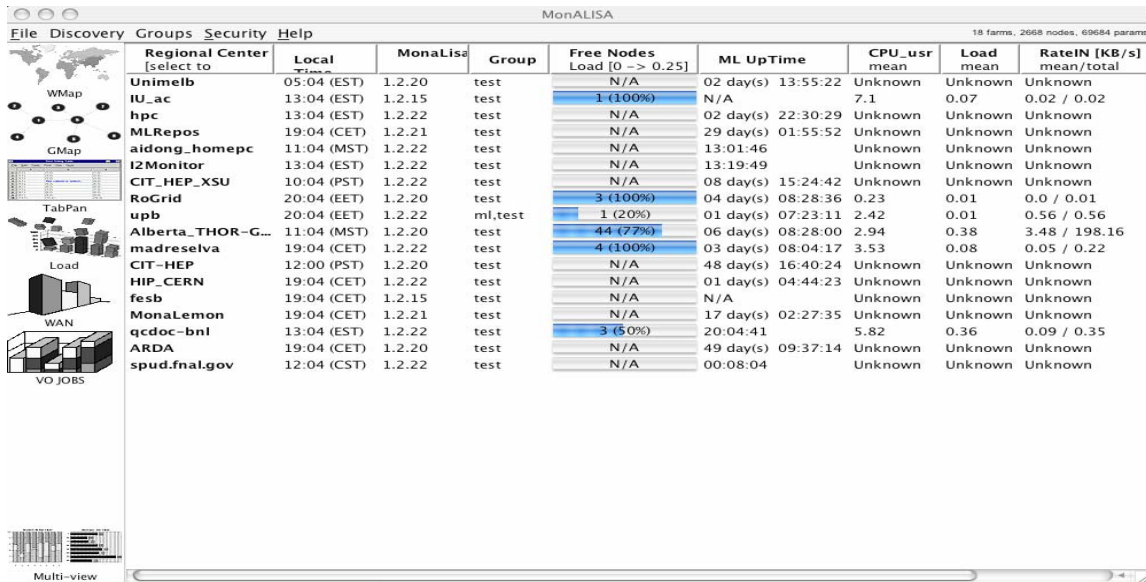 MonALISA
File Discovery Groups Security Help
18 farms, 2668 nodes, 69684 params
Regional Center Local Time MonaLisa Group Free Nodes ML UpTime CPU_usr Load RateIN [KB/s]
[select to Load [0 -> 0.25] mean mean mean/total
Unimelb 05:04 (EST) 1.2.20 test N/A 02 day(s) 13:55:22 Unknown Unknown Unknown
IU_ac 13:04 (EST) 1.2.15 test 1 (100%) N/A 7.1 0.07 0.02 / 0.02
hpc 13:04 (EST) 1.2.22 test N/A 02 day(s) 22:30:29 Unknown Unknown Unknown
MLRepos 19:04 (CET) 1.2.21 test N/A 29 day(s) 01:55:52 Unknown Unknown Unknown
aidong_homepc 11:04 (MST) 1.2.22 test N/A 13:01:46 Unknown Unknown Unknown
I2Monitor 13:04 (EST) 1.2.22 test N/A 13:19:49 Unknown Unknown Unknown
CIT_HEP_XSU 10:04 (PST) 1.2.22 test N/A 08 day(s) 15:24:42 Unknown Unknown Unknown
RoGrid 20:04 (EET) 1.2.20 test 3 (100%) 04 day(s) 08:28:36 0.23 0.01 0.0 / 0.01
upb 20:04 (EET) 1.2.22 ml,test 1 (20%) 01 day(s) 07:23:11 2.42 0.01 0.56 / 0.56
Alberta_THOR-G... 11:04 (MST) 1.2.20 test 44 (77%) 06 day(s) 08:28:00 2.94 0.38 3.48 / 198.16
madreselva 19:04 (CET) 1.2.22 test 4 (100%) 03 day(s) 08:04:17 3.53 0.08 0.05 / 0.22
CIT-HEP 12:00 (PST) 1.2.20 test N/A 48 day(s) 16:40:24 Unknown Unknown Unknown
HIP_CERN 19:04 (CET) 1.2.20 test N/A 01 day(s) 04:44:23 Unknown Unknown Unknown
fesb 19:04 (CET) 1.2.15 test N/A N/A Unknown Unknown Unknown
MonaLemon 19:04 (CET) 1.2.21 test N/A 17 day(s) 02:27:35 Unknown Unknown Unknown
qcdoc-bnl 13:04 (EST) 1.2.22 test 3 (50%) 20:04:41 5.82 0.36 0.09 / 0.35
ARDA 19:04 (CET) 1.2.20 test N/A 49 day(s) 09:37:14 Unknown Unknown Unknown
spud.fnal.gov 12:04 (CST) 1.2.22 test N/A 00:08:04 Unknown Unknown Unknown
WMap
GMap
TabPan
Load
WAN
VO JOBS
Multi-view